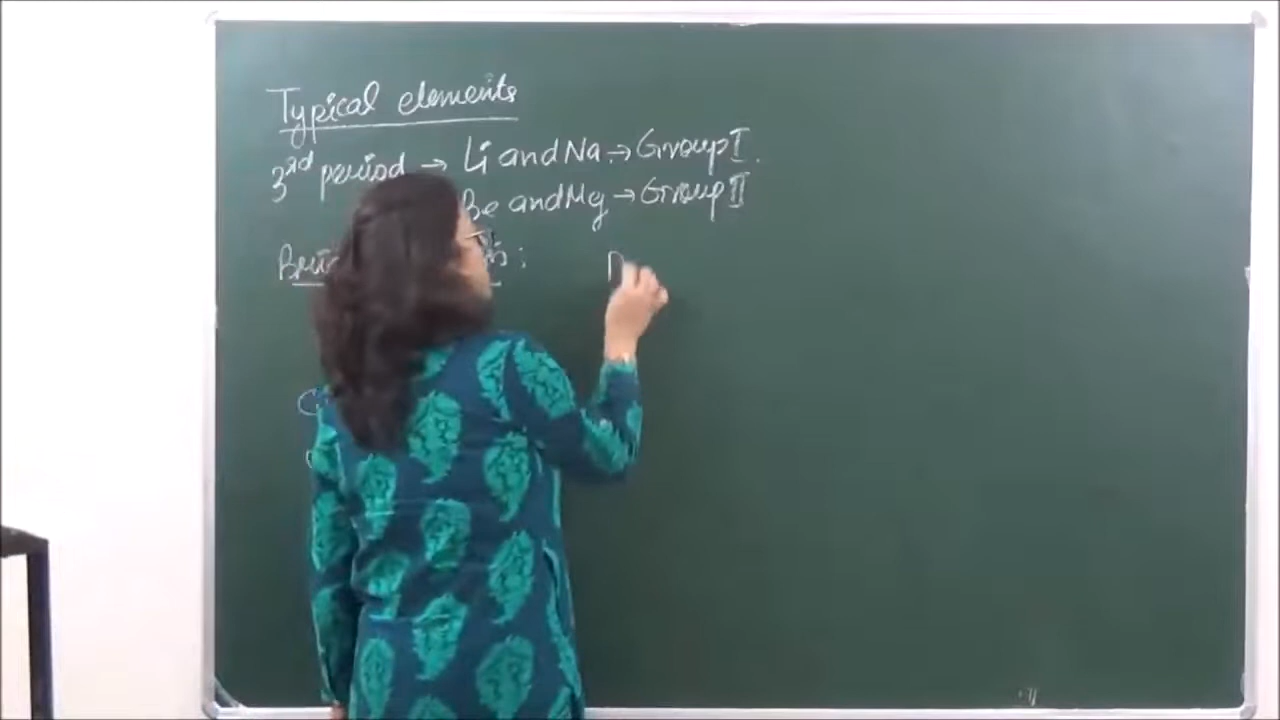 Typical elements
3rd period → Li and Na. → Group I.
Be and Mg → Group II